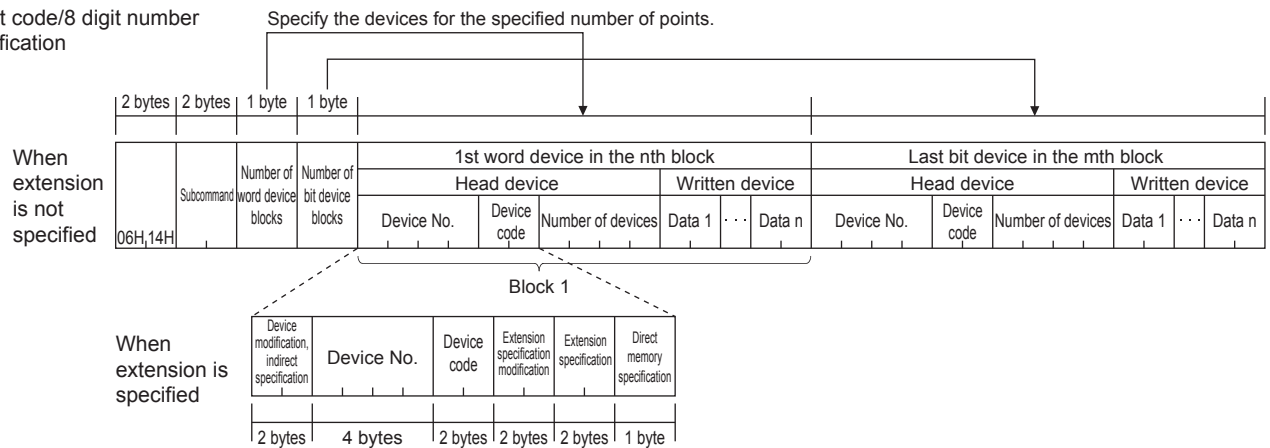 t code/8 digit number
fication
Specify the devices for the specified number of points.
2 bytes 2 bytes 1 byte 1 byte
When
extension
is not
specified
06H 14H
Subcommand
Number of
word device
blocks
Number of
bit device
blocks
1st word device in the nth block
Head device Written device
Device No. Device
code Number of devices Data 1 ··· Data n
Last bit device in the mth block
Head device Written device
Device No. Device
code Number of devices Data 1 ··· Data n
Block 1
When
extension is
specified
Device
modification,
indirect
specification
Device No.
Device
code
Extension
specification
modification
Extension
specification
Direct
memory
specification
2 bytes 4 bytes 2 bytes 2 bytes 2 bytes 1 byte